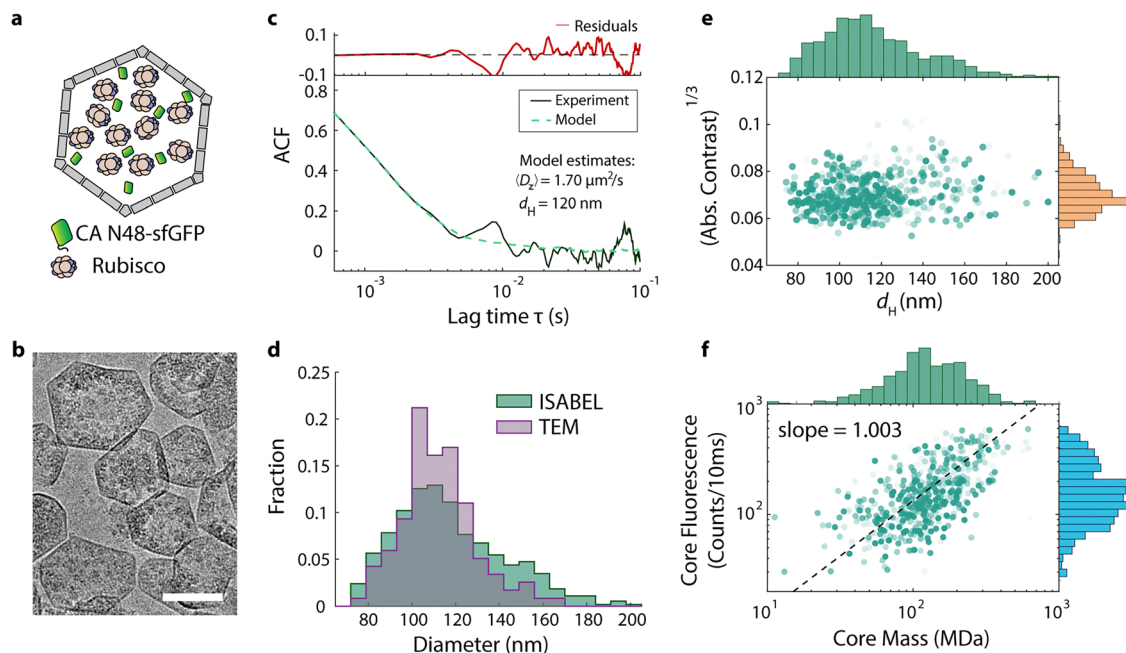 a
CA N48-sfGFP
Rubisco
b
c
Residuals
0.1
0
-0.1
0.8
0.6
0.4
0.2
0
ACF
Experiment
Model
Model estimates:
⟨D_z⟩ = 1.70 μm²/s
d_H = 120 nm
10⁻³
10⁻²
10⁻¹
Lag time τ (s)
d
0.25
0.2
0.15
0.1
0.05
0
Fraction
ISABEL
TEM
80
100
120
140
160
180
200
Diameter (nm)
e
0.12
0.1
0.08
0.06
0.04
(Abs. Contrast)^1/3
80
100
120
140
160
180
200
d_H (nm)
f
10³
10²
Core Fluorescence
(Counts/10ms)
slope = 1.003
10¹
10²
10³
Core Mass (MDa)